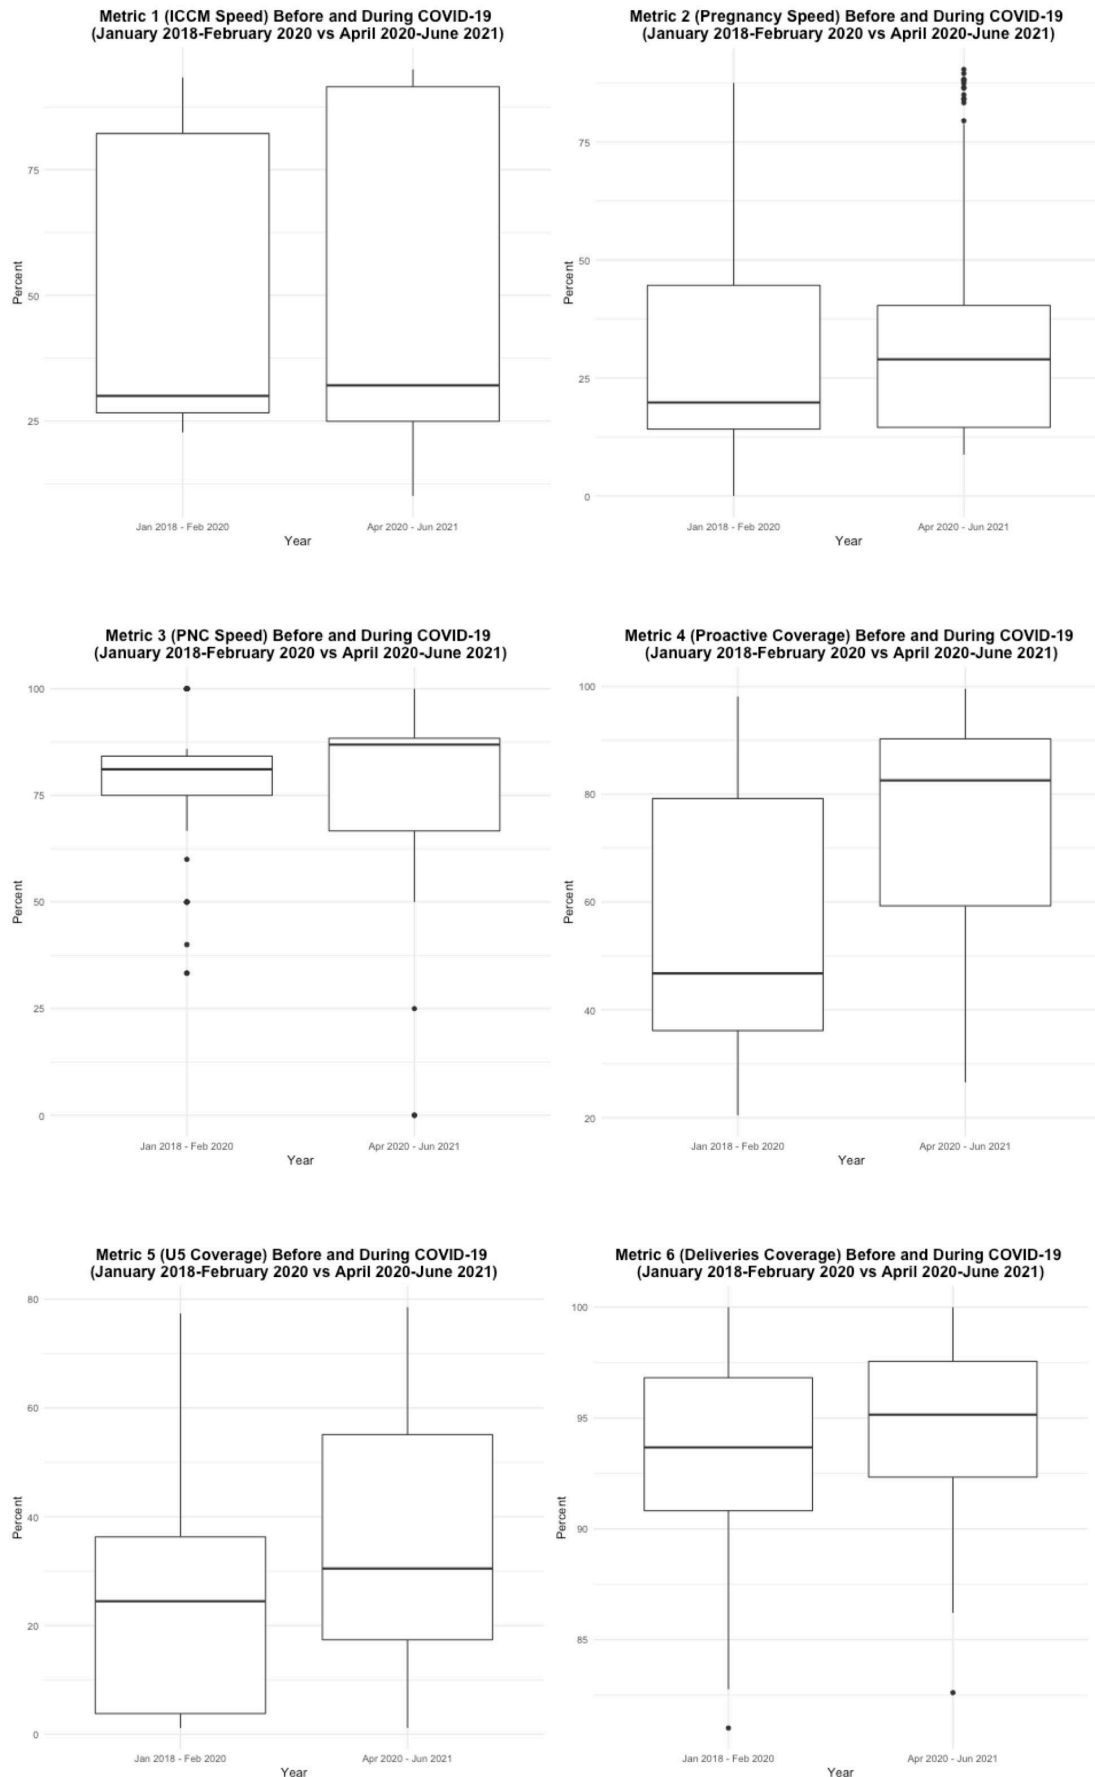 Metric 1 (ICCM Speed) Before and During COVID-19
(January 2018-February 2020 vs April 2020-June 2021)
75
50
25
Percent
Jan 2018 - Feb 2020
Apr 2020 - Jun 2021
Year
Metric 2 (Pregnancy Speed) Before and During COVID-19
(January 2018-February 2020 vs April 2020-June 2021)
75
50
25
0
Percent
Jan 2018 - Feb 2020
Apr 2020 - Jun 2021
Year
Metric 3 (PNC Speed) Before and During COVID-19
(January 2018-February 2020 vs April 2020-June 2021)
100
75
50
25
0
Percent
Jan 2018 - Feb 2020
Apr 2020 - Jun 2021
Year
Metric 4 (Proactive Coverage) Before and During COVID-19
(January 2018-February 2020 vs April 2020-June 2021)
100
80
60
40
20
Percent
Jan 2018 - Feb 2020
Apr 2020 - Jun 2021
Year
Metric 5 (U5 Coverage) Before and During COVID-19
(January 2018-February 2020 vs April 2020-June 2021)
80
60
40
20
0
Percent
Jan 2018 - Feb 2020
Apr 2020 - Jun 2021
Year
Metric 6 (Deliveries Coverage) Before and During COVID-19
(January 2018-February 2020 vs April 2020-June 2021)
100
95
90
85
Percent
Jan 2018 - Feb 2020
Apr 2020 - Jun 2021
Year